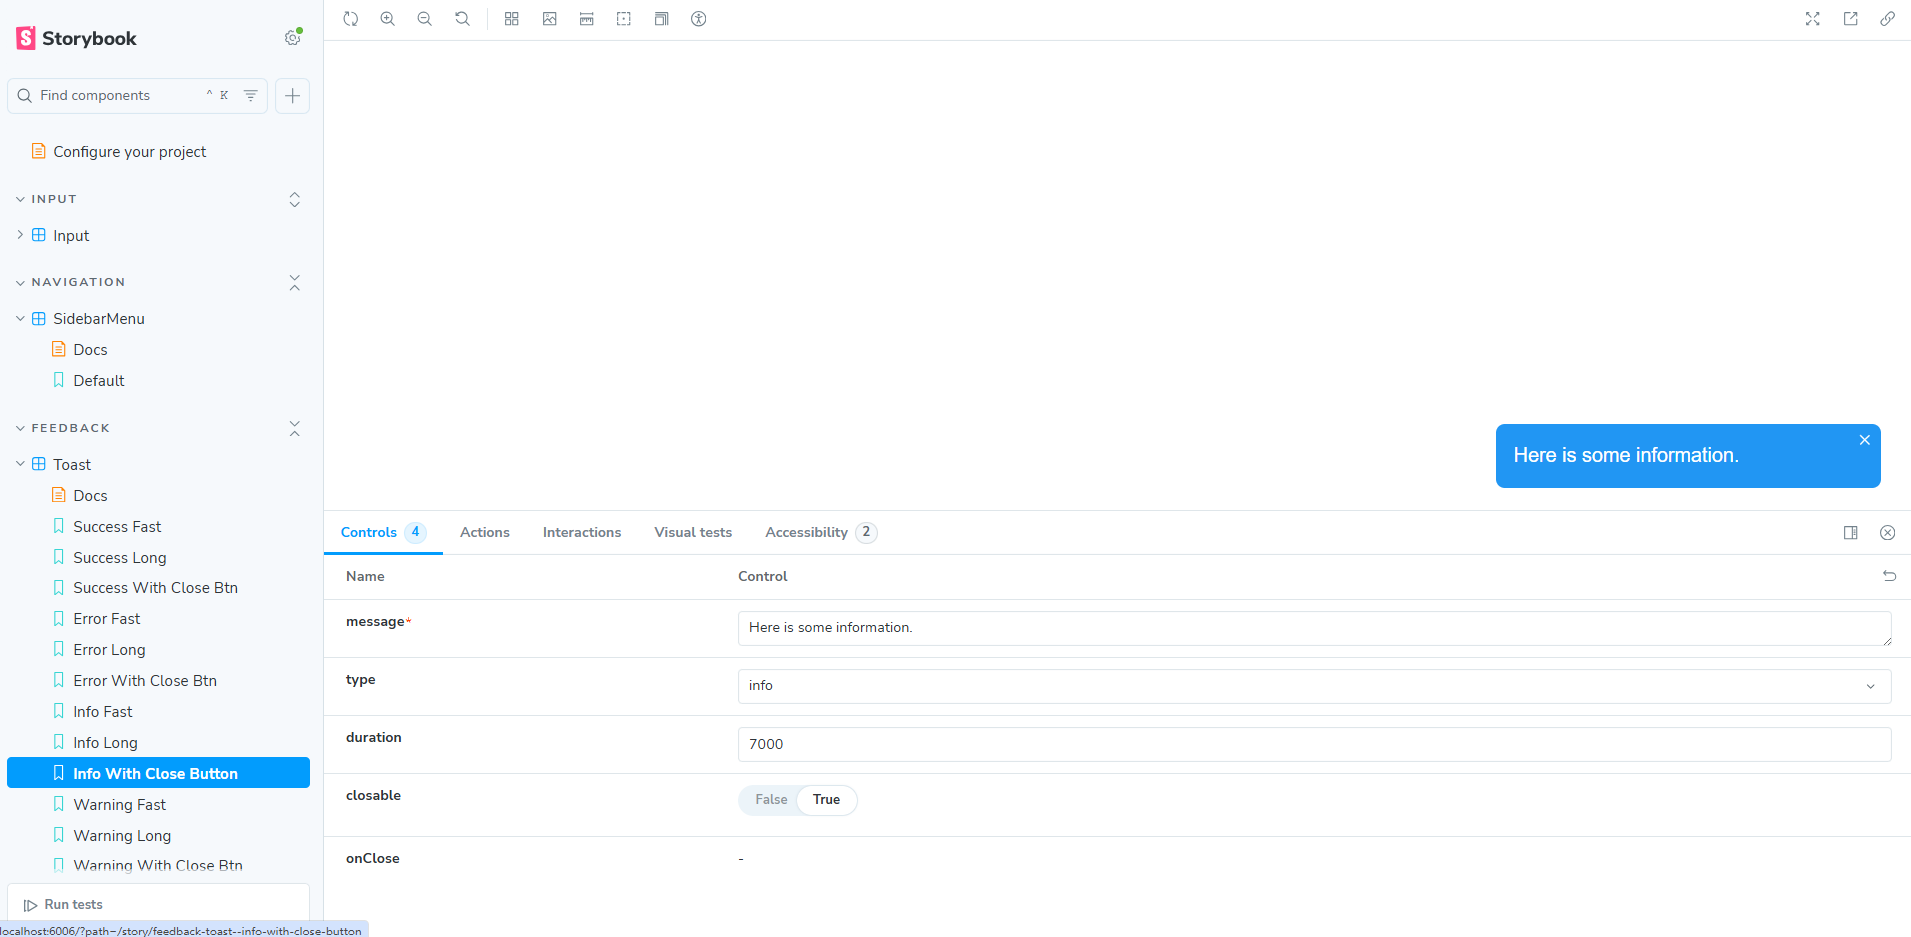 Storybook
Find components ^ K
Configure your project
INPUT
Input
NAVIGATION
SidebarMenu
Docs
Default
FEEDBACK
Toast
Docs
Success Fast
Success Long
Success With Close Btn
Error Fast
Error Long
Error With Close Btn
Info Fast
Info Long
Info With Close Button
Warning Fast
Warning Long
Warning With Close Btn
Run tests
localhost:6006/?path=/story/feedback-toast--info-with-close-button
Here is some information.
Controls 4 Actions Interactions Visual tests Accessibility 2
Name Control
message* Here is some information.
type info
duration 7000
closable False True
onClose -